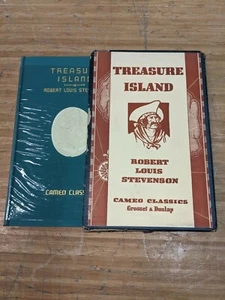 TREASURE
ISLAND
ROBERT LOUIS STE
CAMEO CLASS
TREASURE
ISLAND
ROBERT
LOUIS
STEVENSON
CAMEO CLASSICS
Grosset & Dunlap